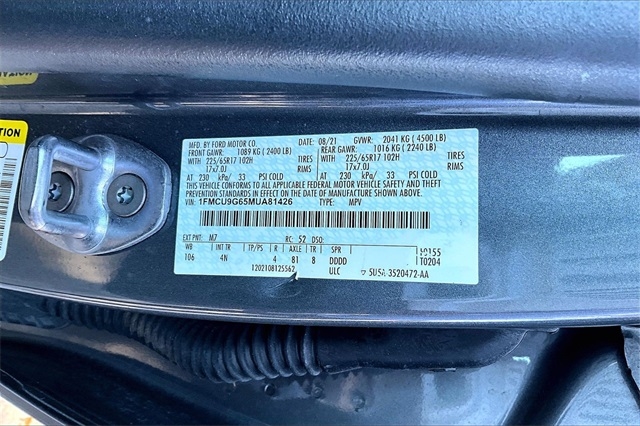 MFD. BY FORD MOTOR CO.
DATE: 08/21 GVWR: 2041 KG (4500 LB)
FRONT GAWR: 1089 KG (2400 LB) REAR GAWR: 1016 KG (2240 LB)
WITH 225/65R17 102H TIRES WITH 225/65R17 102H TIRES
17x7.0J RIMS 17x7.0J RIMS
AT 230 kPa/ 33 PSI COLD AT 230 kPa/ 33 PSI COLD
THIS VEHICLE CONFORMS TO ALL APPLICABLE FEDERAL MOTOR VEHICLE SAFETY AND THEFT PREVENTION STANDARDS IN EFFECT ON THE DATE OF MANUFACTURE SHOWN ABOVE.
VIN: 1FMCU9G65MUA81426 TYPE: MPV
EXT PNT: M7 RC: 52 DSO:
WB INT TR TP/PS R AXLE TR SPR
106 4N 4 81 8 DDDD T0204
ULC 5U5A-3520472-AA
TION